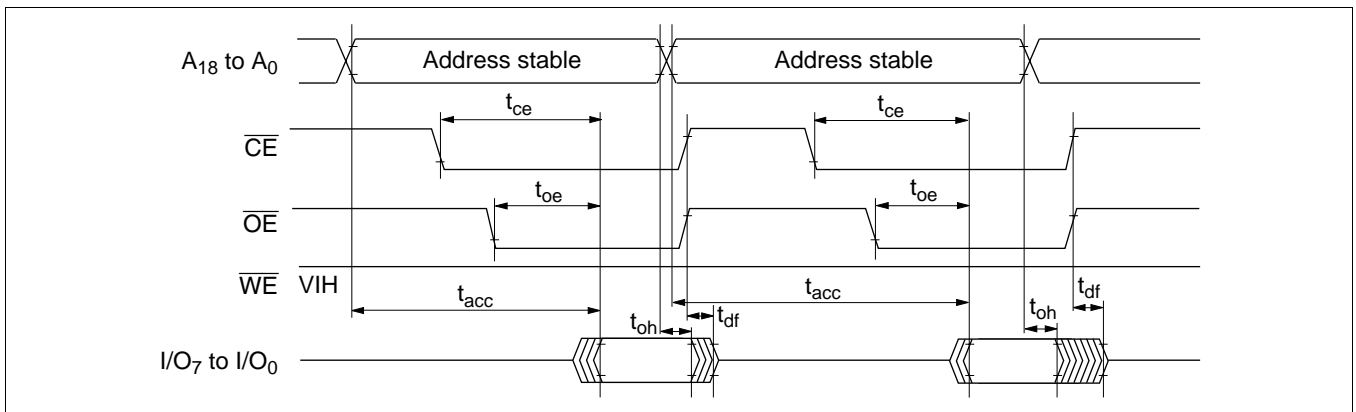 A18 to A0 Address stable Address stable
tce tce
CE
toe toe
OE
WE VIH
tacc tacc
toh tdf toh tdf
I/O7 to I/O0